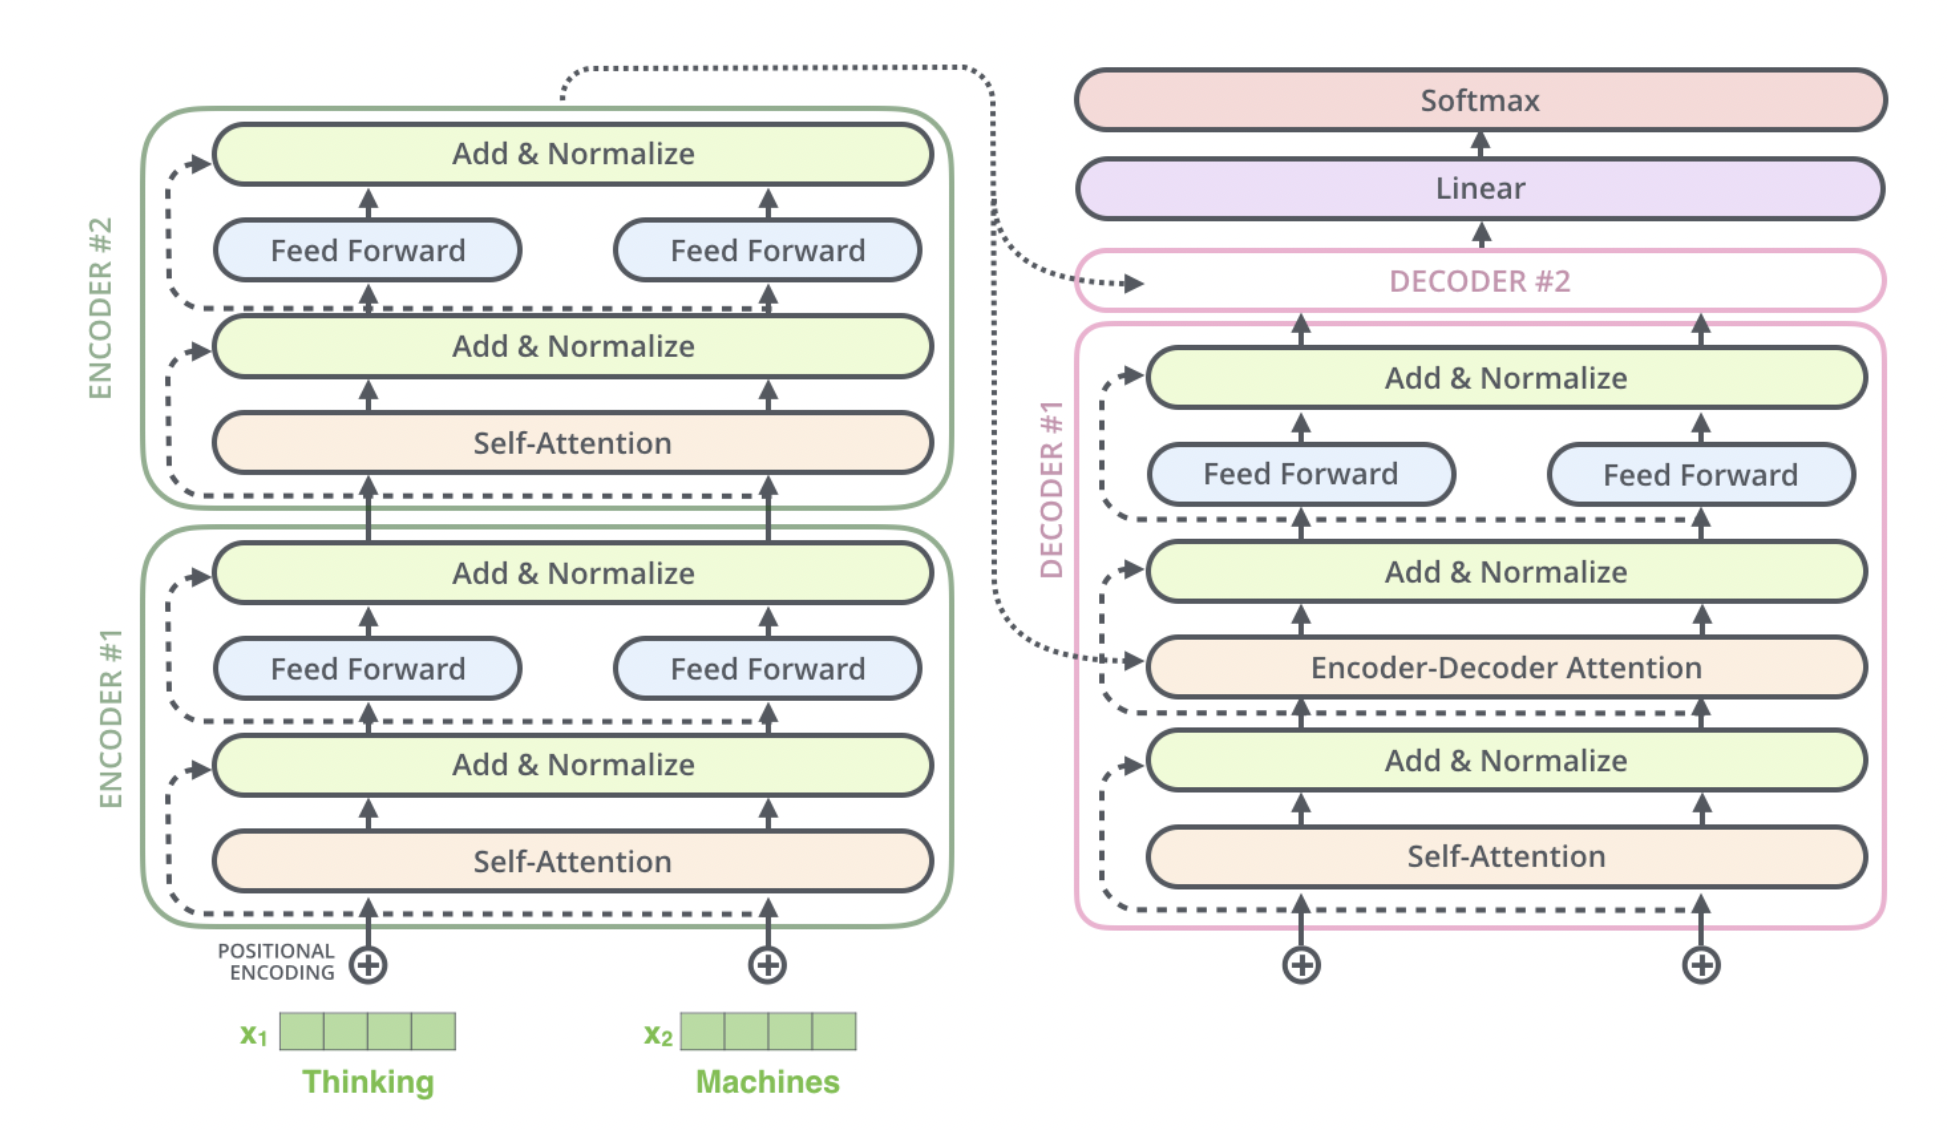 ENCODER #2
Add & Normalize
Feed Forward
Feed Forward
Add & Normalize
Self-Attention
ENCODER #1
Add & Normalize
Feed Forward
Feed Forward
Add & Normalize
Self-Attention
POSITIONAL
ENCODING
x₁
x₂
Thinking
Machines
Softmax
Linear
DECODER #2
DECODER #1
Add & Normalize
Feed Forward
Feed Forward
Add & Normalize
Encoder-Decoder Attention
Add & Normalize
Self-Attention